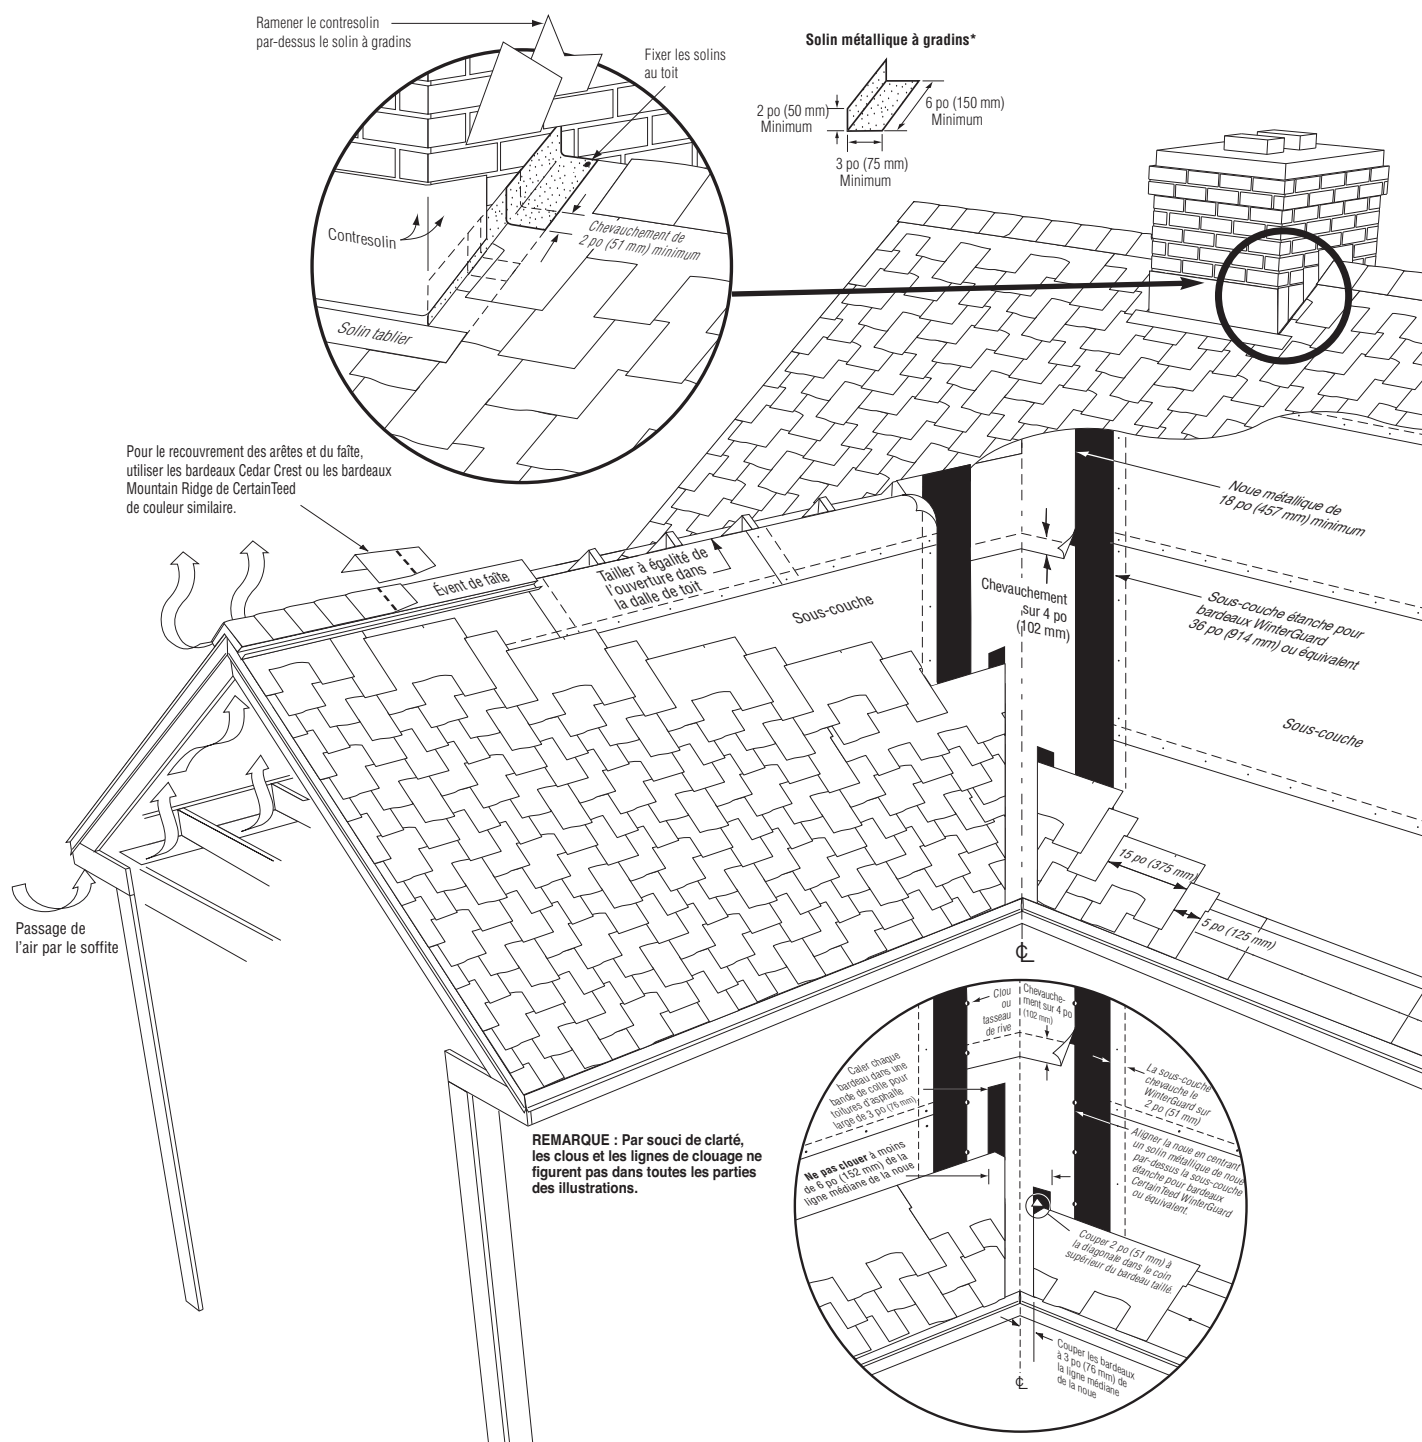 Ramener le contresolin
par-dessus le solin à gradins
Fixer les solins
au toit
Solin métallique à gradins*
2 po (50 mm)
Minimum
6 po (150 mm)
Minimum
3 po (75 mm)
Minimum
Contresolin
Chevauchement de
2 po (51 mm) minimum
Solin tablier
Pour le recouvrement des arêtes et du faîte,
utiliser les bardeaux Cedar Crest ou les bardeaux
Mountain Ridge de CertainTeed
de couleur similaire.
Évent de faîte
Tailler à égalité de
l'ouverture dans
la dalle de toit
Sous-couche
Chevauchement
sur 4 po
(102 mm)
Noue métallique de
18 po (457 mm) minimum
Sous-couche étanche pour
bardeaux WinterGuard
36 po (914 mm) ou équivalent
Sous-couche
15 po (375 mm)
5 po (125 mm)
Passage de
l'air par le soffite
℄
REMARQUE : Par souci de clarté,
les clous et les lignes de clouage ne
figurent pas dans toutes les parties
des illustrations.
Clou
ou
tasseau
de rive
Chevauche-
ment sur 4 po
(102 mm)
Caler chaque
bardeau dans une
bande de colle pour
toitures d'asphalte
large de 3 po (76 mm)
Ne pas clouer à moins
de 6 po (152 mm) de la
ligne médiane de la noue
La sous-couche
chevauche le
WinterGuard sur
2 po (51 mm)
Aligner la noue en centrant
un solin métallique de noue
par-dessus la sous-couche
étanche pour bardeaux
CertainTeed WinterGuard
ou équivalent.
Couper 2 po (51 mm) à
la diagonale dans le coin
supérieur du bardeau taillé.
Couper les bardeaux
à 3 po (76 mm) de
la ligne médiane
de la noue
℄